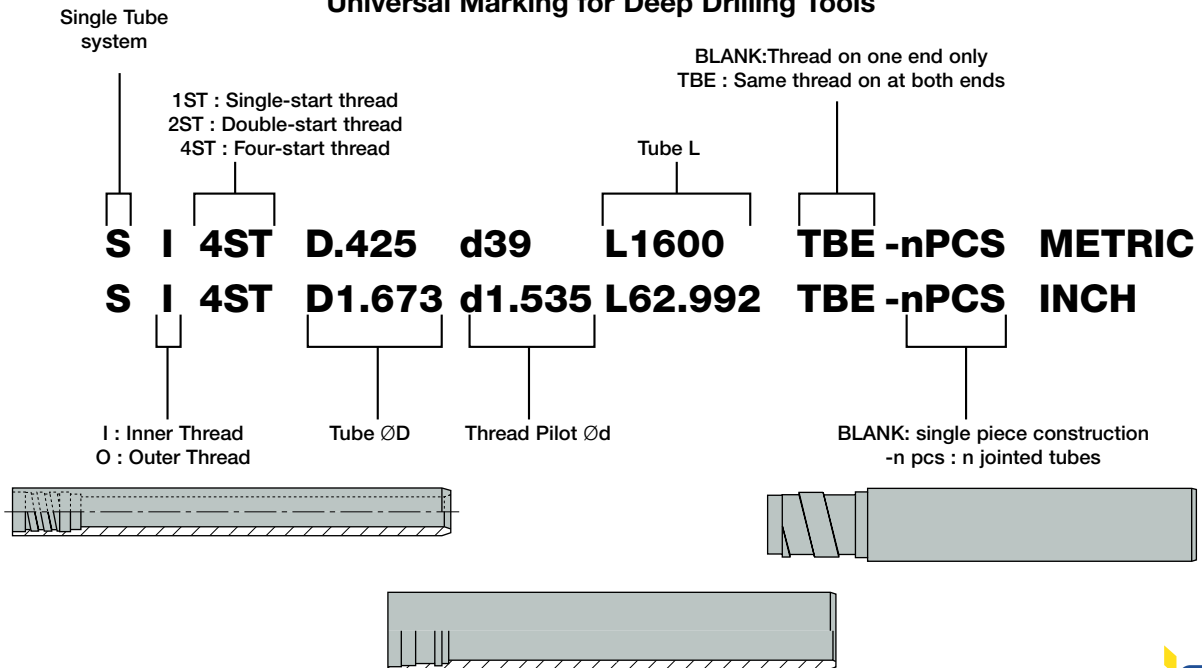 Universal Marking for Deep Drilling Tools
Single Tube
system
BLANK:Thread on one end only
TBE : Same thread on at both ends
1ST : Single-start thread
2ST : Double-start thread
4ST : Four-start thread
Tube L
S I 4ST D.425 d39 L1600 TBE -nPCS METRIC
S I 4ST D1.673 d1.535 L62.992 TBE -nPCS INCH
I : Inner Thread
O : Outer Thread
Tube ØD
Thread Pilot Ød
BLANK: single piece construction
-n pcs : n jointed tubes